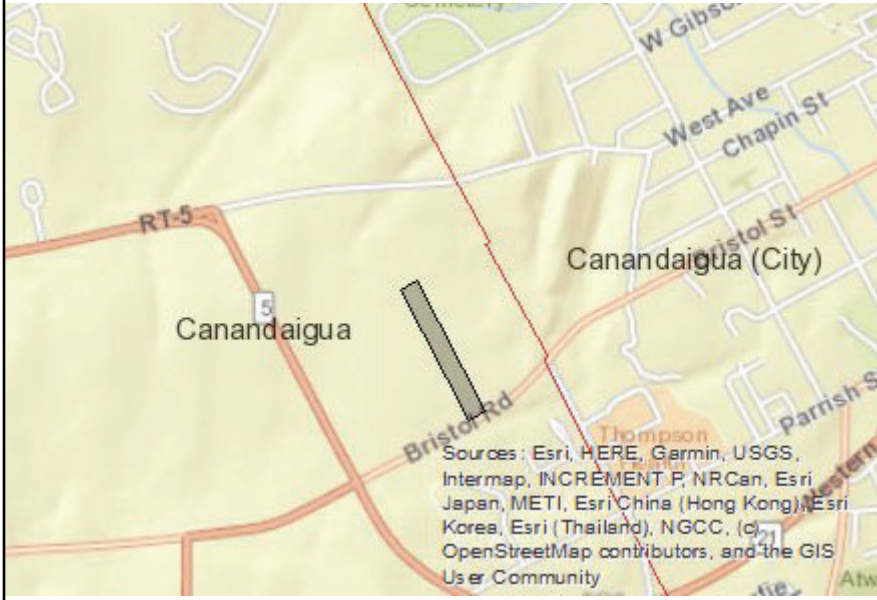 Cemetery
W Gibson
West Ave
Chapin St
RT-5
Bristol St
Canandaigua (City)
5
Canandaigua
Bristol Rd
Parrish S
Thompson
Sources: Esri, HERE, Garmin, USGS,
Intermap, INCREMENT P, NRCan, Esri
Japan, METI, Esri China (Hong Kong), Esri
Korea, Esri (Thailand), NGCC, (c)
OpenStreetMap contributors, and the GIS
User Community
Western
21
Atw